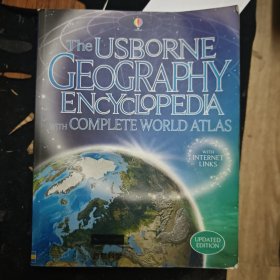 The USBORNE
GEOGRAPHY
ENCYCLOPEDIA
WITH COMPLETE WORLD ATLAS
WITH
INTERNET
LINKS
UPDATED
EDITION